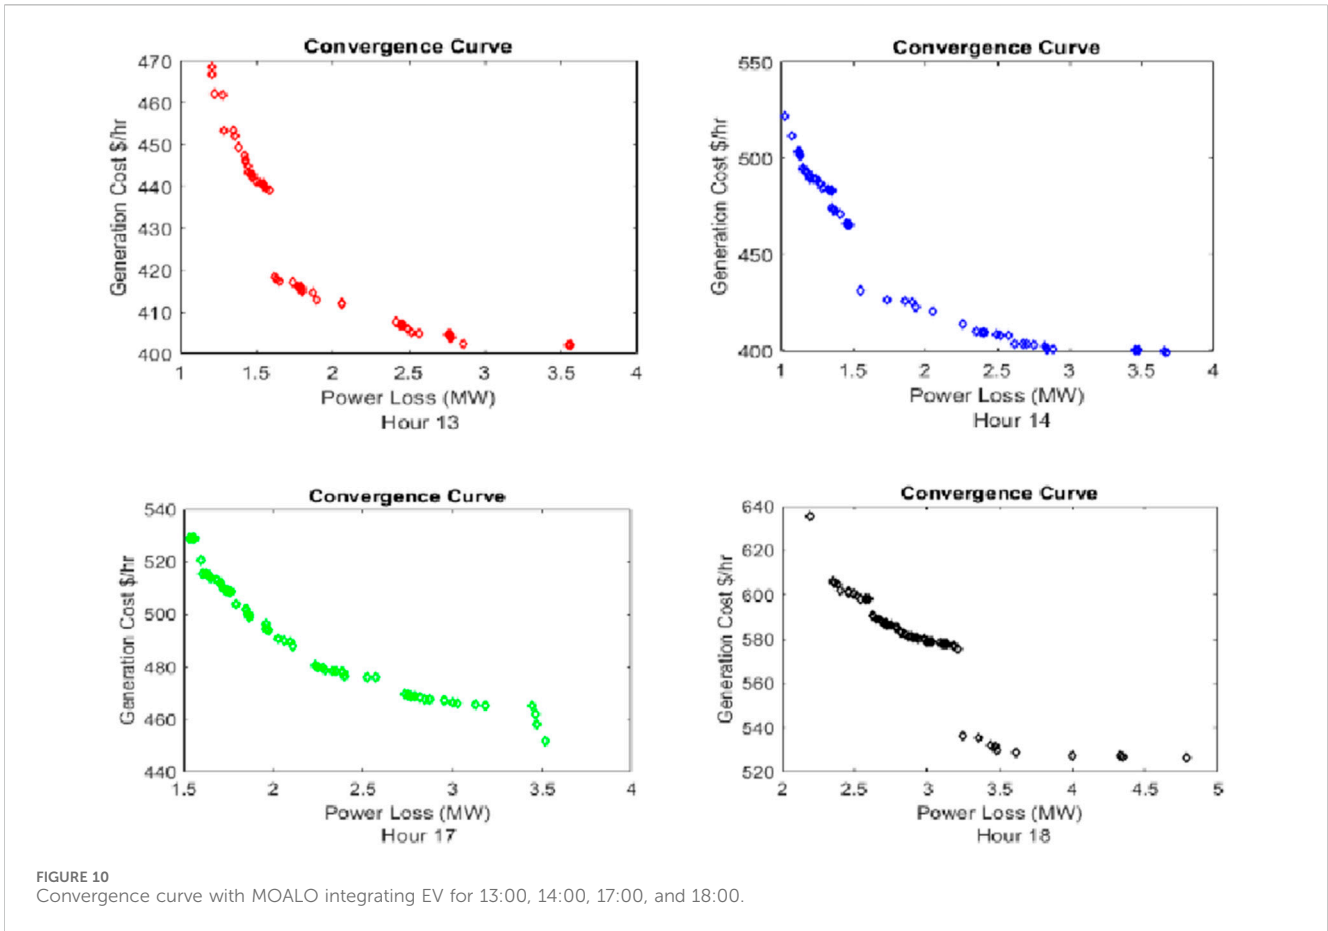 Convergence Curve
470
460
450
440
430
420
410
400
Generation Cost $/hr
1 1.5 2 2.5 3 3.5 4
Power Loss (MW)
Hour 13
Convergence Curve
550
500
450
400
Generation Cost $/hr
1 1.5 2 2.5 3 3.5 4
Power Loss (MW)
Hour 14
Convergence Curve
540
520
500
480
460
440
Generation Cost $/hr
1.5 2 2.5 3 3.5 4
Power Loss (MW)
Hour 17
Convergence Curve
640
620
600
580
560
540
520
Generation Cost $/hr
2 2.5 3 3.5 4 4.5 5
Power Loss (MW)
Hour 18
FIGURE 10
Convergence curve with MOALO integrating EV for 13:00, 14:00, 17:00, and 18:00.